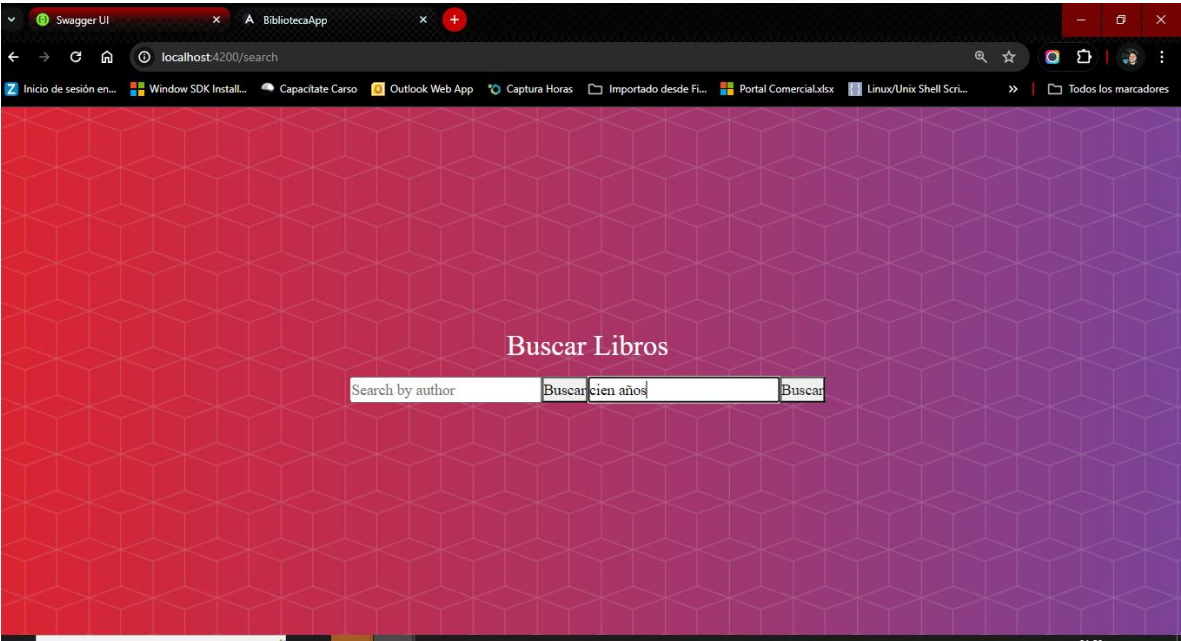 Swagger UI
BibliotecaApp
localhost:4200/search
Inicio de sesión en... Window SDK Install... Capacítate Carso Outlook Web App Captura Horas Importado desde Fi... Portal Comercial.xlsx Linux/Unix Shell Scri... » Todos los marcadores
Buscar Libros
Search by author Buscar cien años Buscar